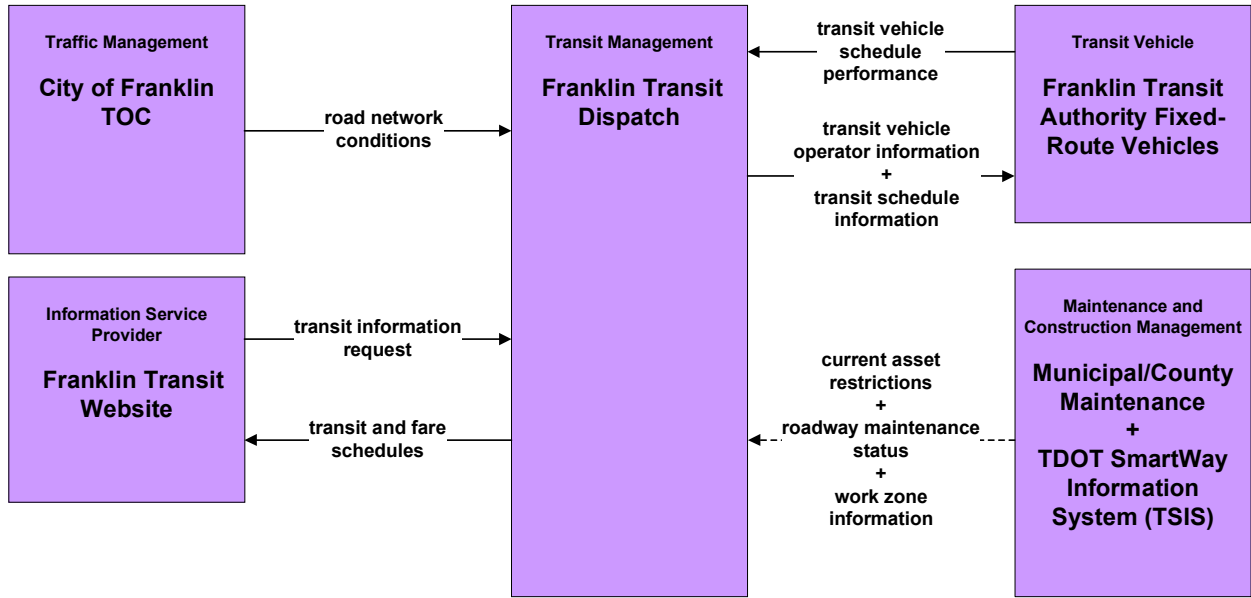 Traffic Management
City of Franklin
TOC
road network
conditions
Information Service
Provider
Franklin Transit
Website
transit information
request
transit and fare
schedules
Transit Management
Franklin Transit
Dispatch
transit vehicle
schedule
performance
transit vehicle
operator information
+
transit schedule
information
current asset
restrictions
+
roadway maintenance
status
+
work zone
information
Transit Vehicle
Franklin Transit
Authority Fixed-
Route Vehicles
Maintenance and
Construction Management
Municipal/County
Maintenance
+
TDOT SmartWay
Information
System (TSIS)